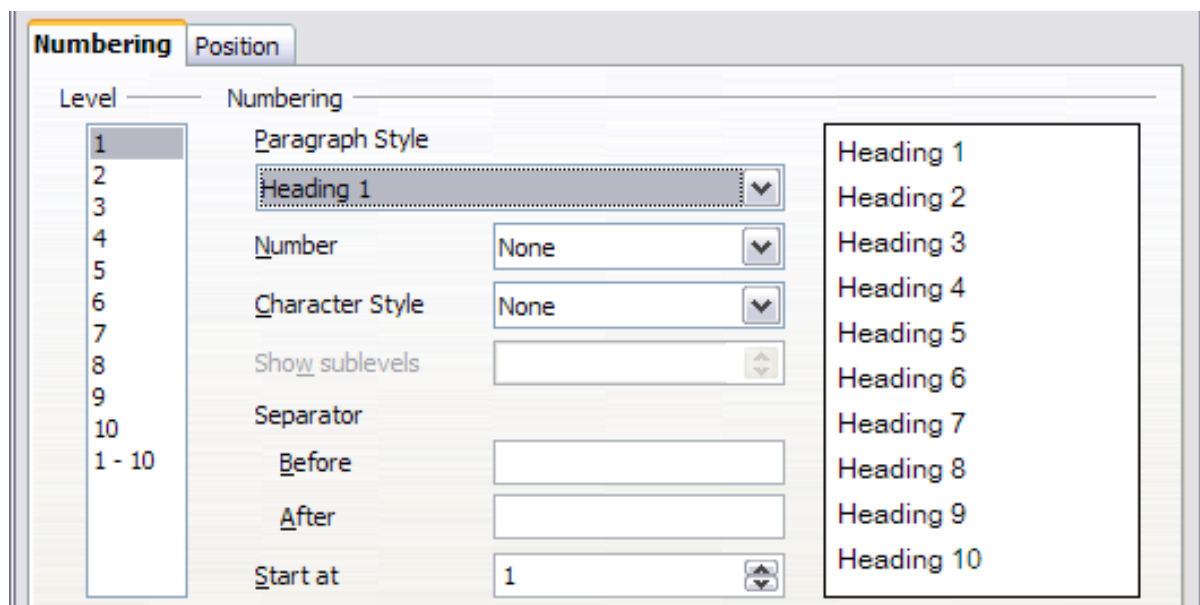 Numbering Position
Level Numbering
1
2
3
4
5
6
7
8
9
10
1 - 10
Paragraph Style
Heading 1
Number None
Character Style None
Show sublevels
Separator
Before
After
Start at 1
Heading 1
Heading 2
Heading 3
Heading 4
Heading 5
Heading 6
Heading 7
Heading 8
Heading 9
Heading 10